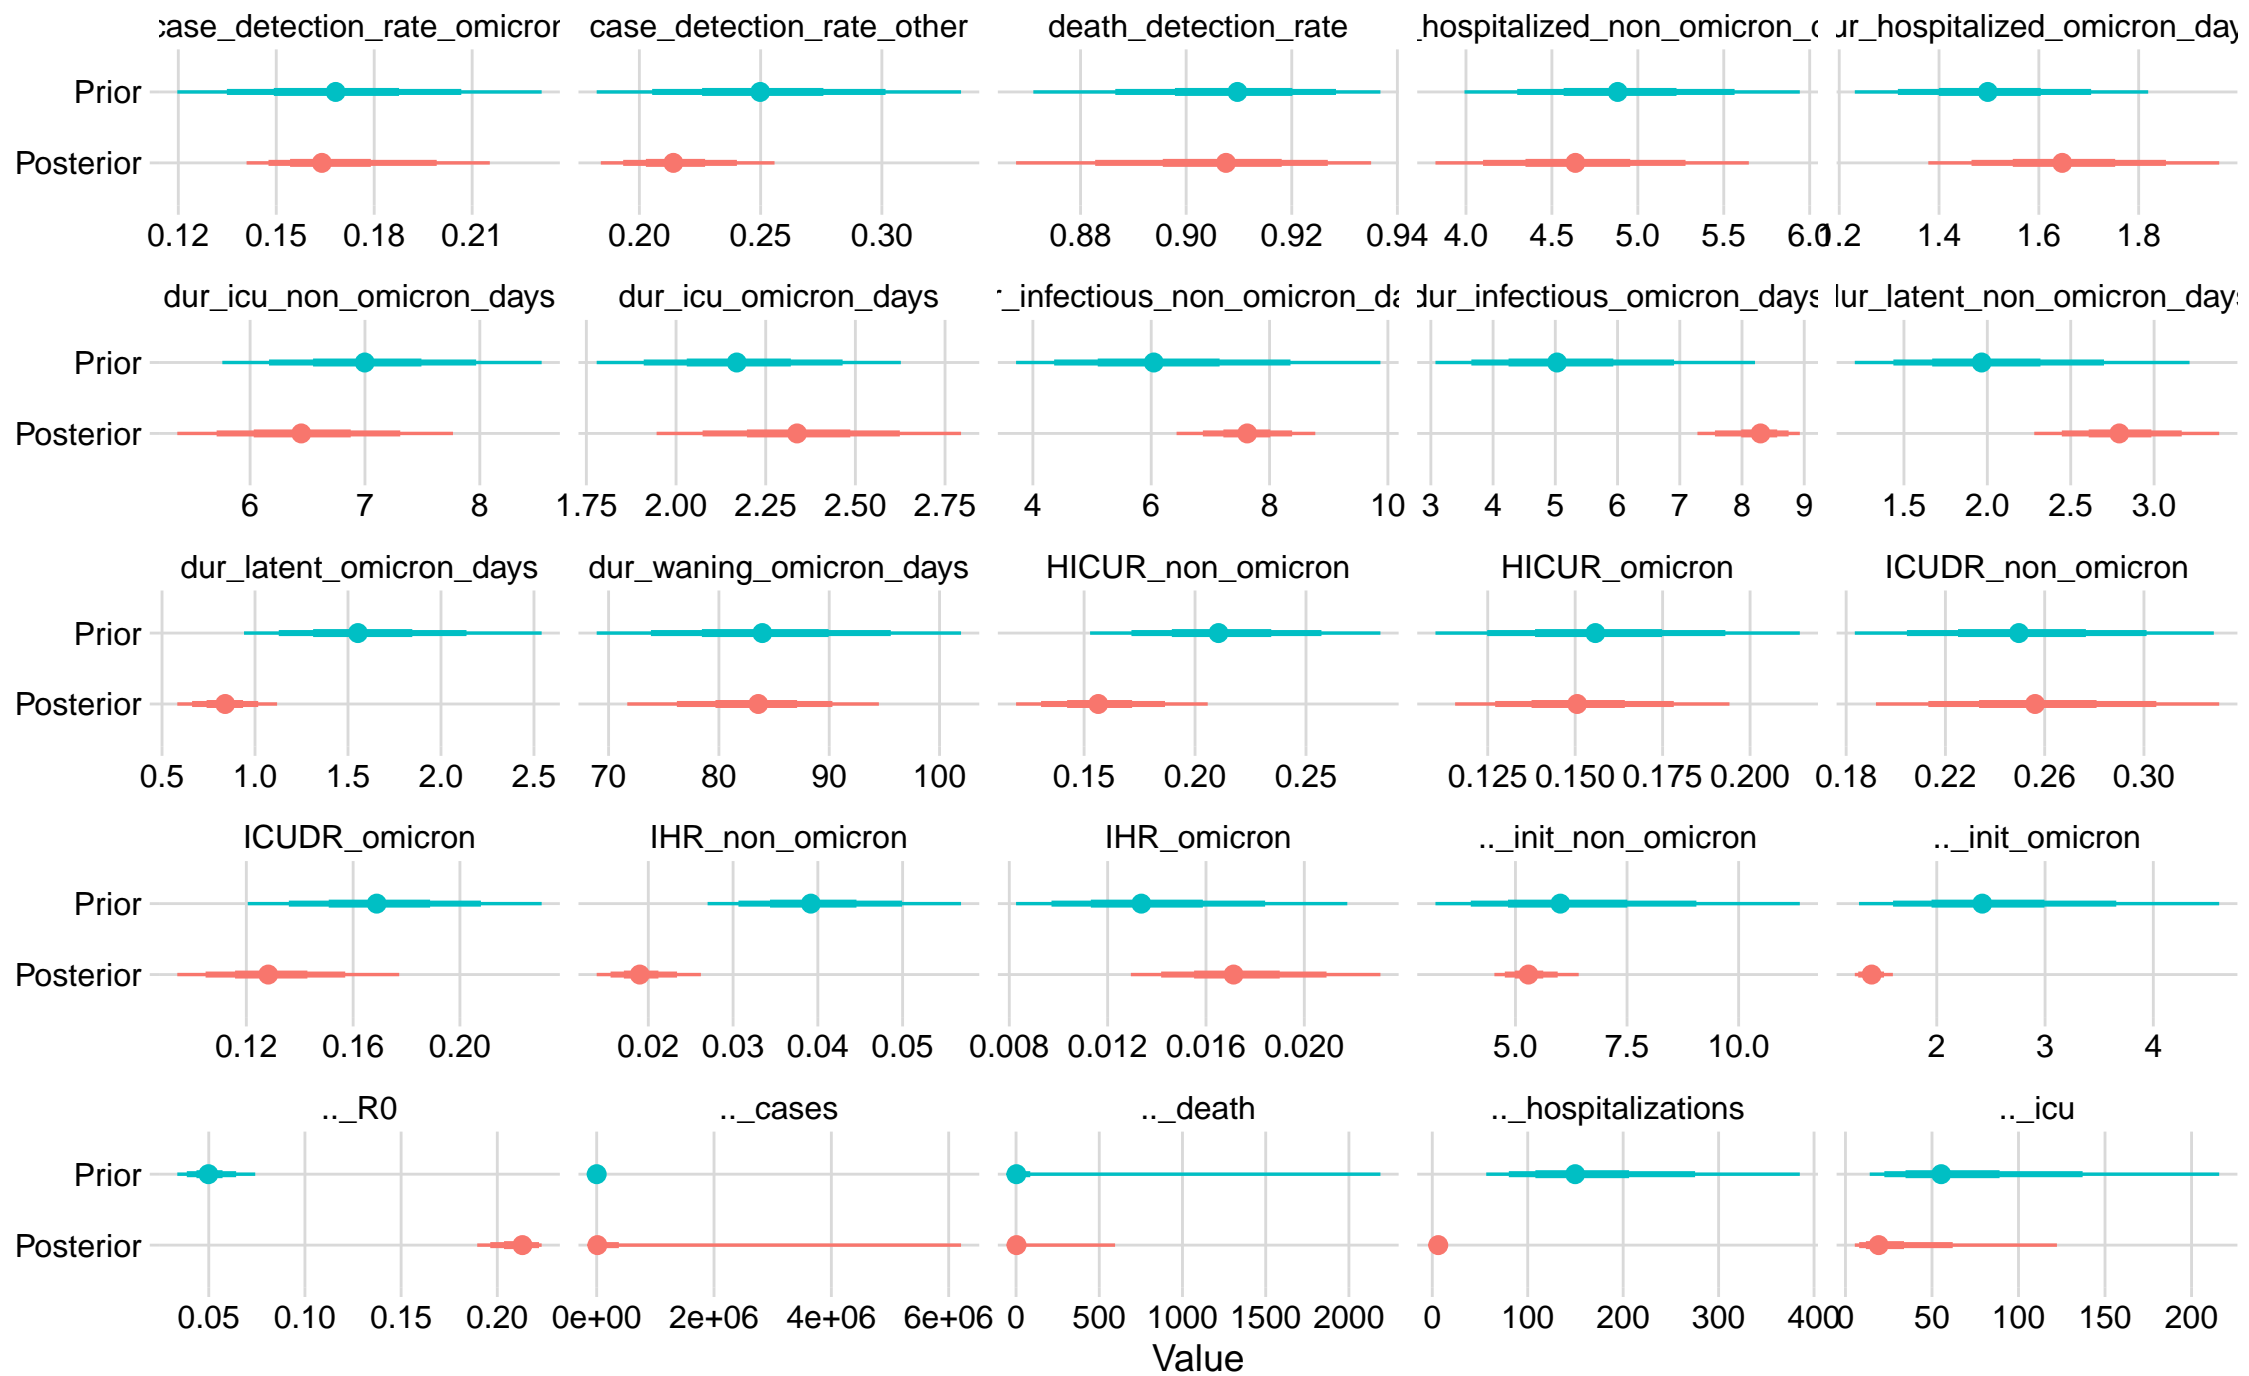 case_detection_rate_omicron case_detection_rate_other death_detection_rate _hospitalized_non_omicron_ ur_hospitalized_omicron_day
Prior
Posterior
0.12 0.15 0.18 0.21 0.20 0.25 0.30 0.88 0.90 0.92 0.94 4.0 4.5 5.0 5.5 6.0 1.2 1.4 1.6 1.8
dur_icu_non_omicron_days dur_icu_omicron_days r_infectious_non_omicron_da dur_infectious_omicron_days dur_latent_non_omicron_days
Prior
Posterior
6 7 8 1.75 2.00 2.25 2.50 2.75 4 6 8 10 3 4 5 6 7 8 9 1.5 2.0 2.5 3.0
dur_latent_omicron_days dur_waning_omicron_days HICUR_non_omicron HICUR_omicron ICUDR_non_omicron
Prior
Posterior
0.5 1.0 1.5 2.0 2.5 70 80 90 100 0.15 0.20 0.25 0.125 0.150 0.175 0.200 0.18 0.22 0.26 0.30
ICUDR_omicron IHR_non_omicron IHR_omicron .._init_non_omicron .._init_omicron
Prior
Posterior
0.12 0.16 0.20 0.02 0.03 0.04 0.05 0.008 0.012 0.016 0.020 5.0 7.5 10.0 2 3 4
.._R0 .._cases .._death .._hospitalizations .._icu
Prior
Posterior
0.05 0.10 0.15 0.20 0e+00 2e+06 4e+06 6e+06 0 500 1000 1500 2000 0 100 200 300 400 0 50 100 150 200
Value